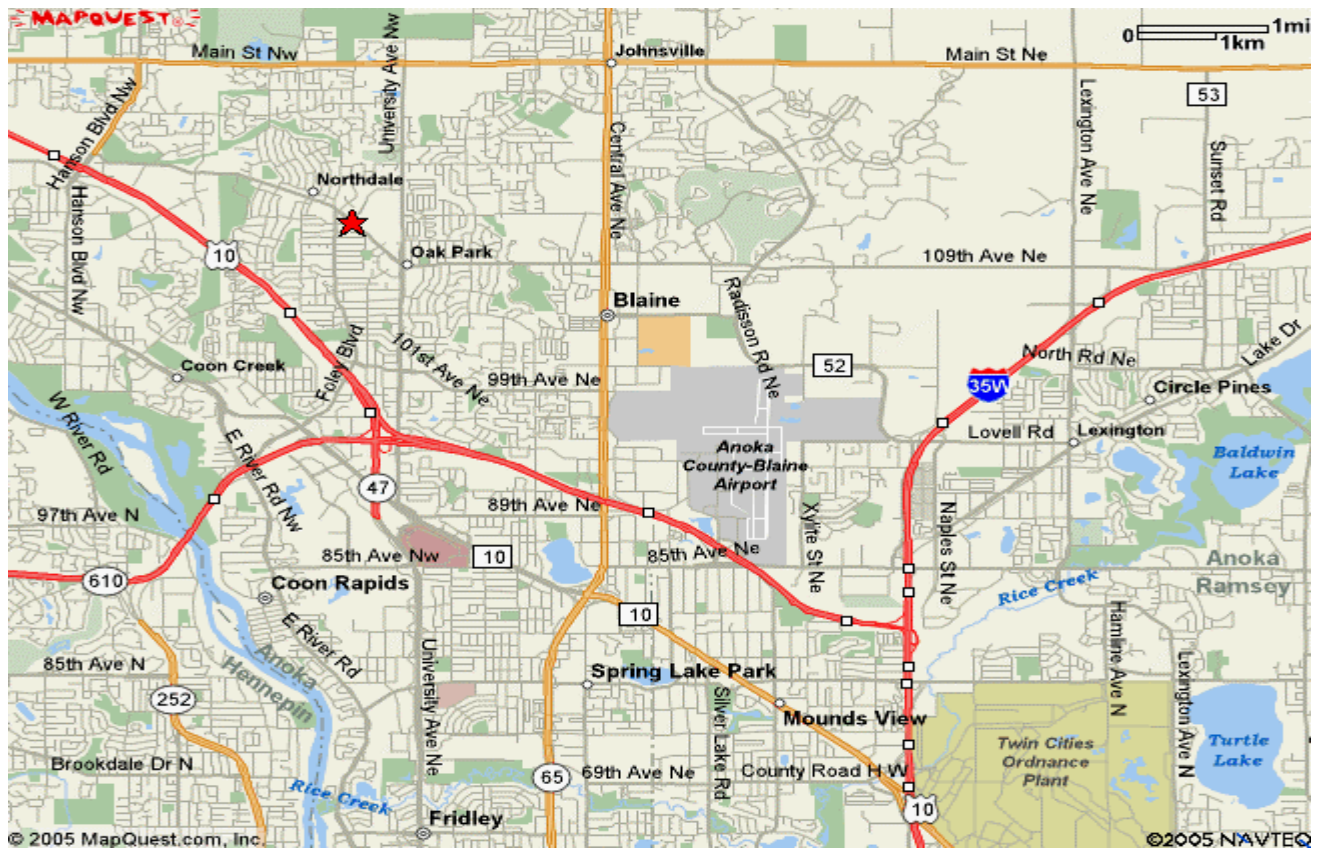 MAPQUEST
0
1mi
1km
Main St Nw
University Ave Nw
Johnsville
Main St Ne
53
Hanson Blvd Nw
Central Ave Ne
Lexington Ave Ne
Sunset Rd
Northdale
Hanson Blvd Nw
10
Oak Park
109th Ave Ne
Blaine
Radisson Rd Ne
Foley Blvd
101st Ave Ne
Coon Creek
99th Ave Ne
52
North Rd Ne
Lake Dr
35W
Circle Pines
W River Rd
E River Rd Nw
Lovell Rd
Lexington
Anoka
County-Blaine
Airport
Baldwin
Lake
47
97th Ave N
89th Ave Ne
Xylite St Ne
Naples St Ne
85th Ave Nw
10
85th Ave Ne
Anoka
Ramsey
610
Coon Rapids
Rice Creek
10
E River Rd
Hamline Ave N
85th Ave N
Anoka
Hennepin
University Ave Ne
Spring Lake Park
Lexington Ave N
252
Silver Lake Rd
Mounds View
Twin Cities
Ordnance
Plant
Turtle
Lake
Brookdale Dr N
65
69th Ave Ne
County Road H W
Rice Creek
10
Fridley
© 2005 MapQuest.com, Inc.
©2005 NAVTEQ